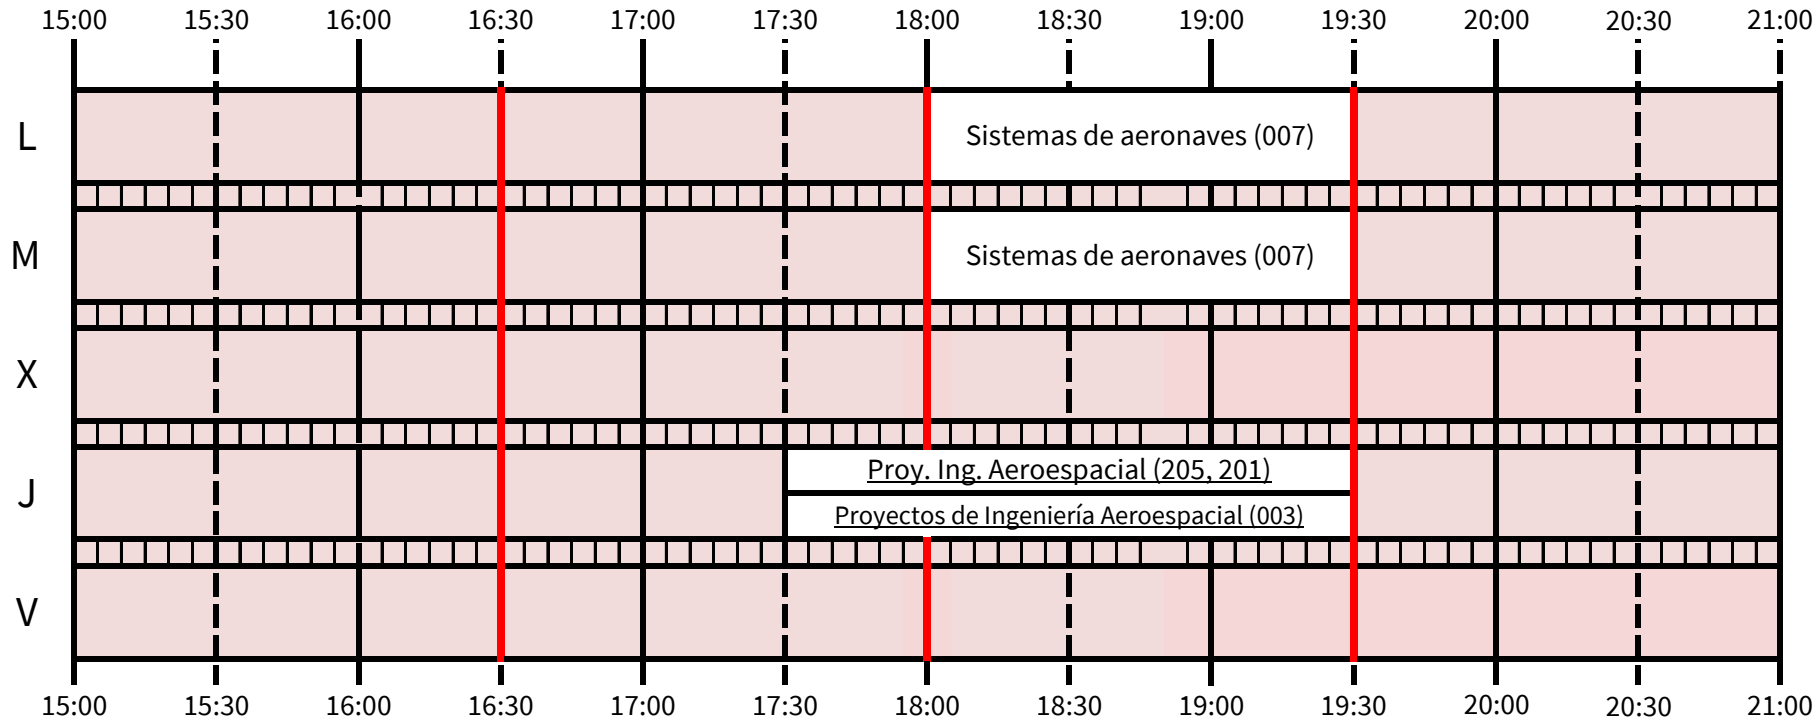 15:00 15:30 16:00 16:30 17:00 17:30 18:00 18:30 19:00 19:30 20:00 20:30 21:00
L Sistemas de aeronaves (007)
M Sistemas de aeronaves (007)
X
J Proy. Ing. Aeroespacial (205, 201)
Proyectos de Ingeniería Aeroespacial (003)
V
15:00 15:30 16:00 16:30 17:00 17:30 18:00 18:30 19:00 19:30 20:00 20:30 21:00